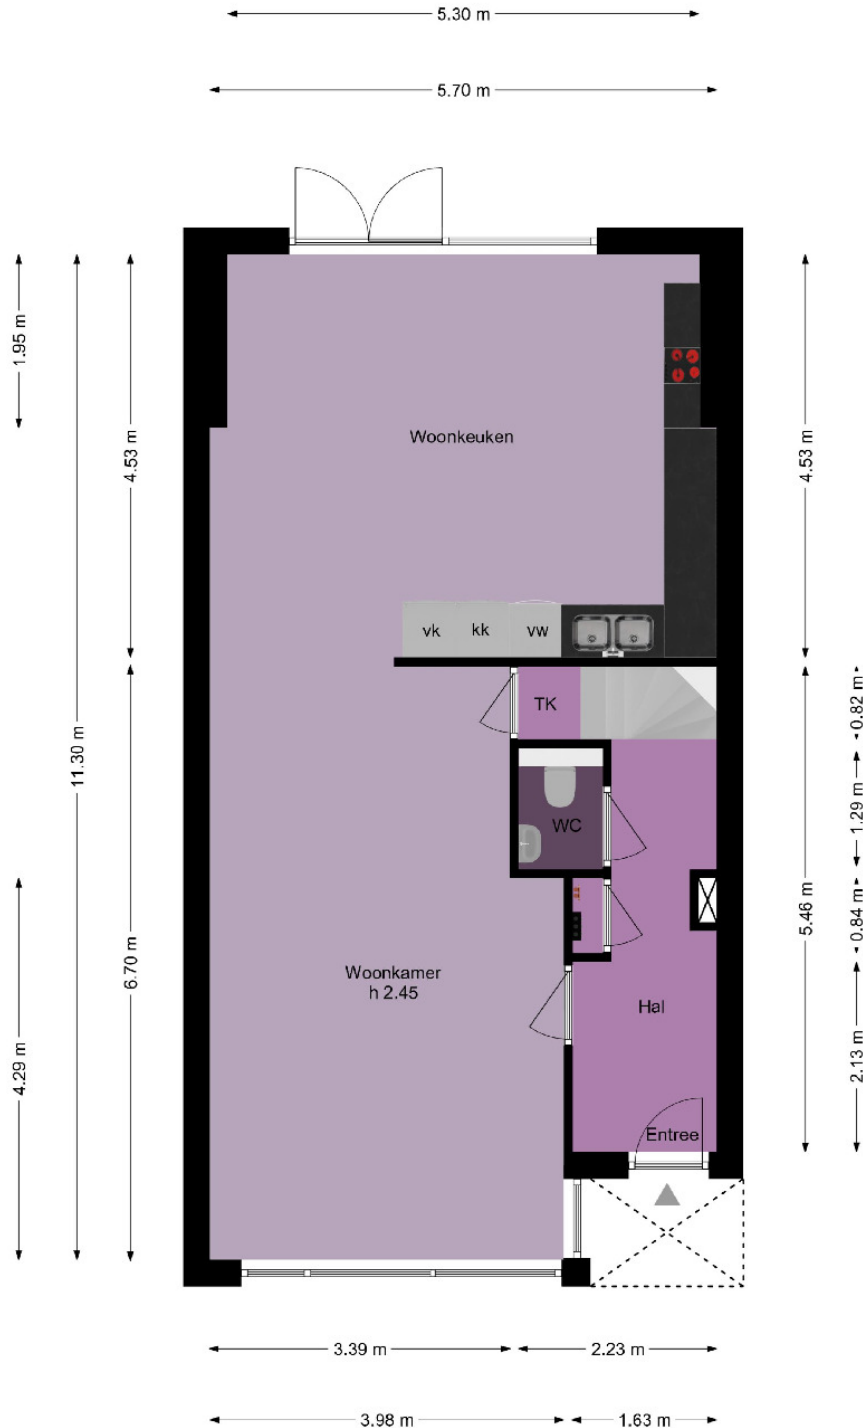 5.30 m
5.70 m
1.95 m
4.53 m
4.53 m
Woonkeuken
vk
kk
vw
11.30 m
TK
0.82 m
1.29 m
WC
5.46 m
0.84 m
6.70 m
Woonkamer
h 2.45
Hal
4.29 m
2.13 m
Entree
3.39 m
2.23 m
3.98 m
1.63 m